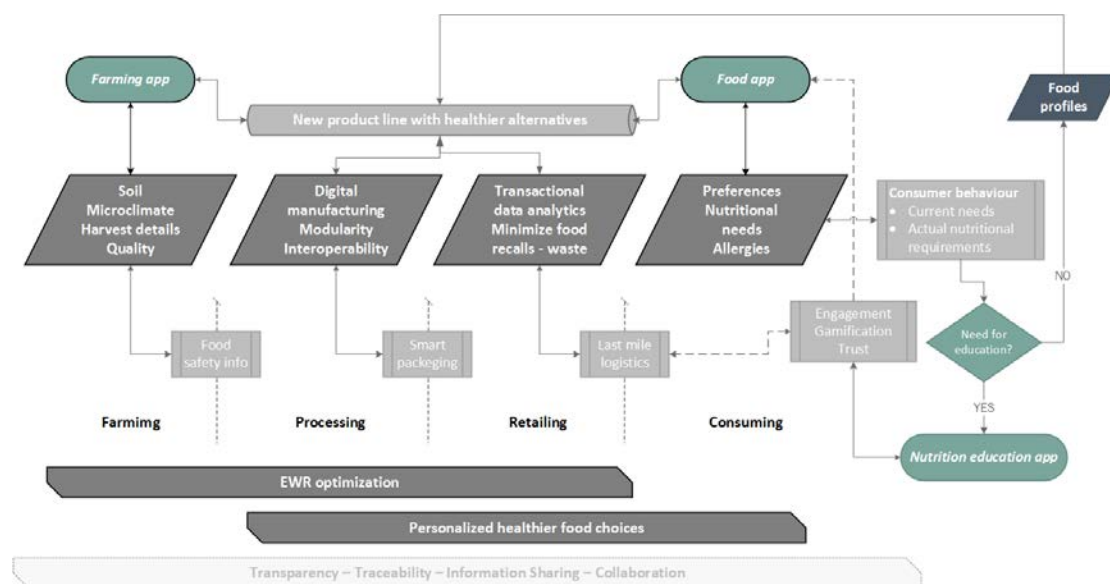 Farming app
Food app
Food
profiles
New product line with healthier alternatives
Soil
Microclimate
Harvest details
Quality
Digital
manufacturing
Modularity
Interoperability
Transactional
data analytics
Minimize food
recalls - waste
Preferences
Nutritional
needs
Allergies
Consumer behaviour
• Current needs
• Actual nutritional
requirements
NO
Food
safety info
Smart
packeging
Last mile
logistics
Engagement
Gamification
Trust
Need for
education?
YES
Farmimg
Processing
Retailing
Consuming
Nutrition education app
EWR optimization
Personalized healthier food choices
Transparency – Traceability – Information Sharing – Collaboration